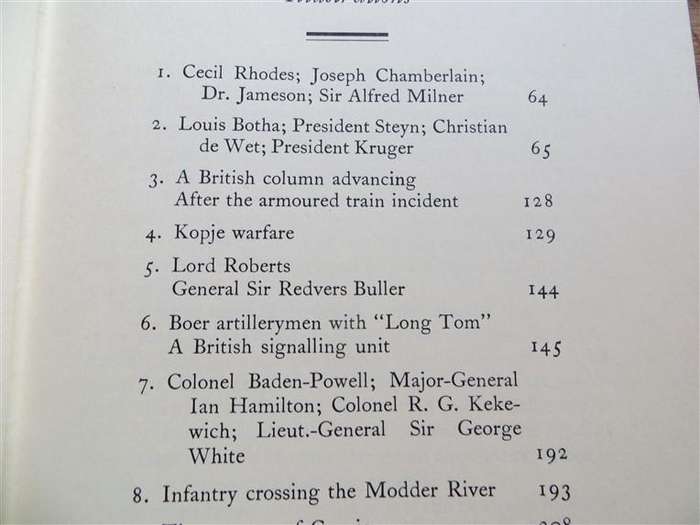 1. Cecil Rhodes; Joseph Chamberlain;
Dr. Jameson; Sir Alfred Milner 64
2. Louis Botha; President Steyn; Christian
de Wet; President Kruger 65
3. A British column advancing
After the armoured train incident 128
4. Kopje warfare 129
5. Lord Roberts
General Sir Redvers Buller 144
6. Boer artillerymen with "Long Tom"
A British signalling unit 145
7. Colonel Baden-Powell; Major-General
Ian Hamilton; Colonel R. G. Keke-
wich; Lieut.-General Sir George
White 192
8. Infantry crossing the Modder River 193